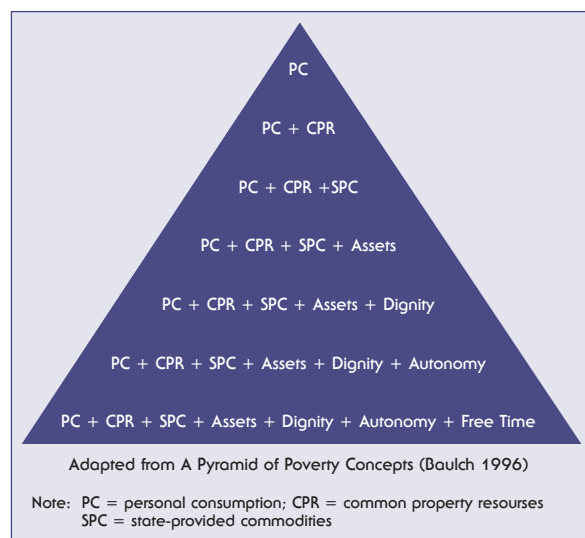 PC
PC + CPR
PC + CPR +SPC
PC + CPR + SPC + Assets
PC + CPR + SPC + Assets + Dignity
PC + CPR + SPC + Assets + Dignity + Autonomy
PC + CPR + SPC + Assets + Dignity + Autonomy + Free Time
Adapted from A Pyramid of Poverty Concepts (Baulch 1996)
Note: PC = personal consumption; CPR = common property resourses
SPC = state-provided commodities